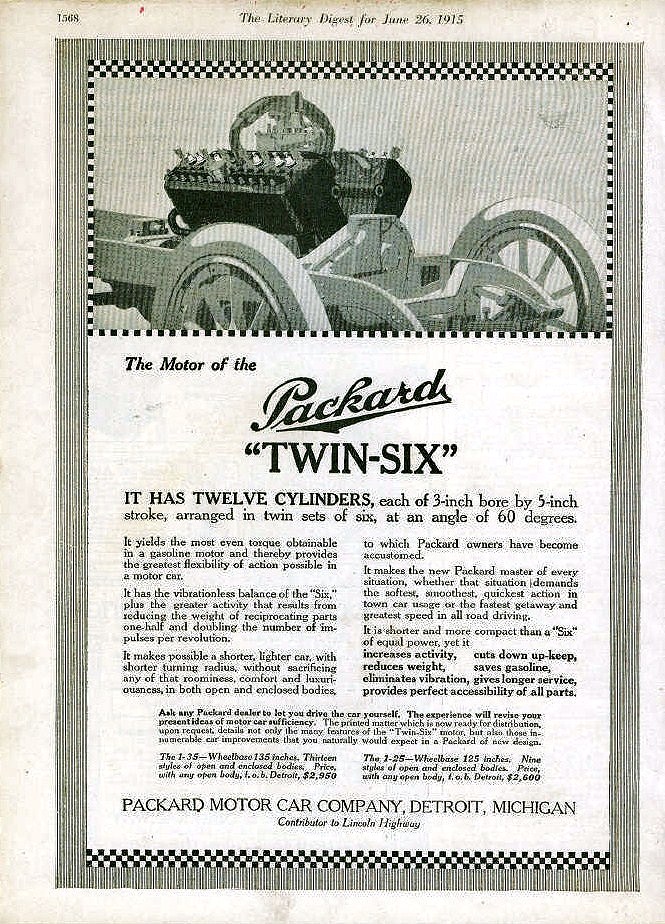 1568
The Literary Digest for June 26, 1915
The Motor of the
Packard
"TWIN-SIX"
IT HAS TWELVE CYLINDERS, each of 3-inch bore by 5-inch
stroke, arranged in twin sets of six, at an angle of 60 degrees.
It yields the most even torque obtainable
in a gasoline motor and thereby provides
the greatest flexibility of action possible in
a motor car.
It has the vibrationless balance of the "Six,"
plus the greater activity that results from
reducing the weight of reciprocating parts
one-half and doubling the number of im-
pulses per revolution.
It makes possible a shorter, lighter car, with
shorter turning radius, without sacrificing
any of that roominess, comfort and luxuri-
ousness, in both open and enclosed bodies,
to which Packard owners have become
accustomed.
It makes the new Packard master of every
situation, whether that situation demands
the softest, smoothest, quickest action in
town car usage or the fastest getaway and
greatest speed in all road driving.
It is shorter and more compact than a "Six"
of equal power, yet it
increases activity, cuts down up-keep,
reduces weight, saves gasoline,
eliminates vibration, gives longer service,
provides perfect accessibility of all parts.
Ask any Packard dealer to let you drive the car yourself. The experience will revise your
present ideas of motor car sufficiency. The printed matter which is now ready for distribution,
upon request, details not only the many features of the "Twin-Six" motor, but also those in-
numerable car improvements that you naturally would expect in a Packard of new design.
The 1-35—Wheelbase 135 inches. Thirteen
styles of open and enclosed bodies. Price,
with any open body, f. o. b. Detroit, $2,950
The 1-25—Wheelbase 125 inches. Nine
styles of open and enclosed bodies. Price,
with any open body, f. o. b. Detroit, $2,600
PACKARD MOTOR CAR COMPANY, DETROIT, MICHIGAN
Contributor to Lincoln Highway